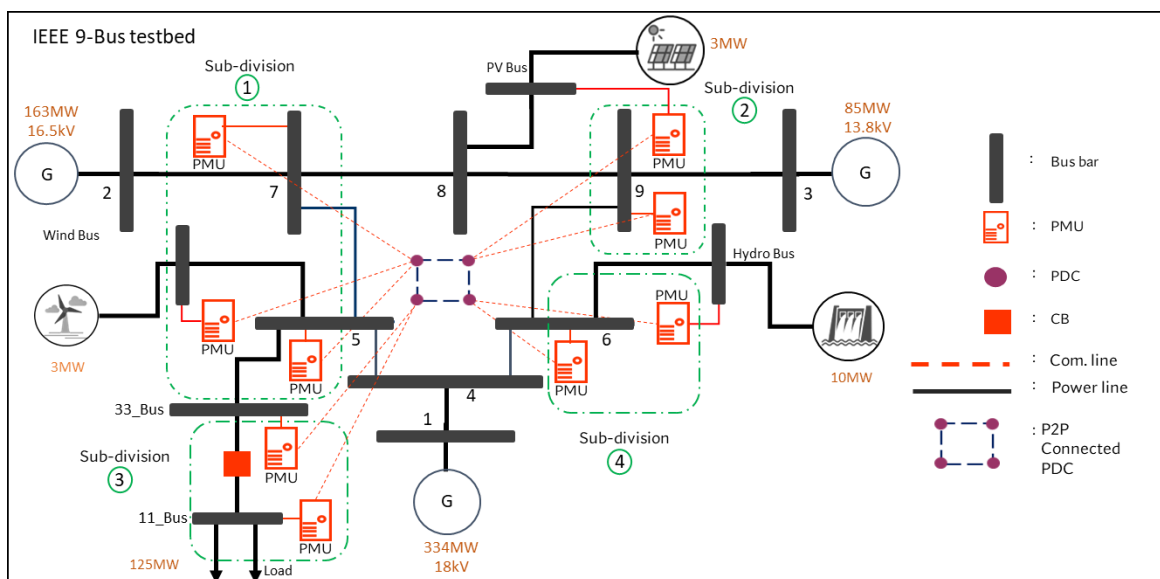 IEEE 9-Bus testbed
Sub-division
1
163MW
16.5kV
G
2
PMU
7
8
PV Bus
3MW
Sub-division
2
PMU
9
PMU
85MW
13.8kV
G
3
Wind Bus
3MW
PMU
PMU
5
4
1
G
334MW
18kV
33_Bus
Sub-division
3
PMU
11_Bus
PMU
125MW
Load
Hydro Bus
PMU
6
PMU
10MW
Sub-division
4
: Bus bar
: PMU
: PDC
: CB
: Com. line
: Power line
: P2P
Connected
PDC